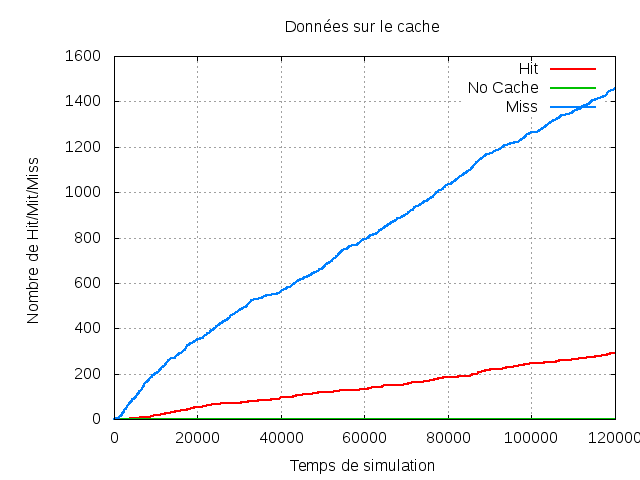 Données sur le cache
1600
1400
1200
1000
800
600
400
200
0
0 20000 40000 60000 80000 100000 120000
Hit
No Cache
Miss
Nombre de Hit/Mit/Miss
Temps de simulation